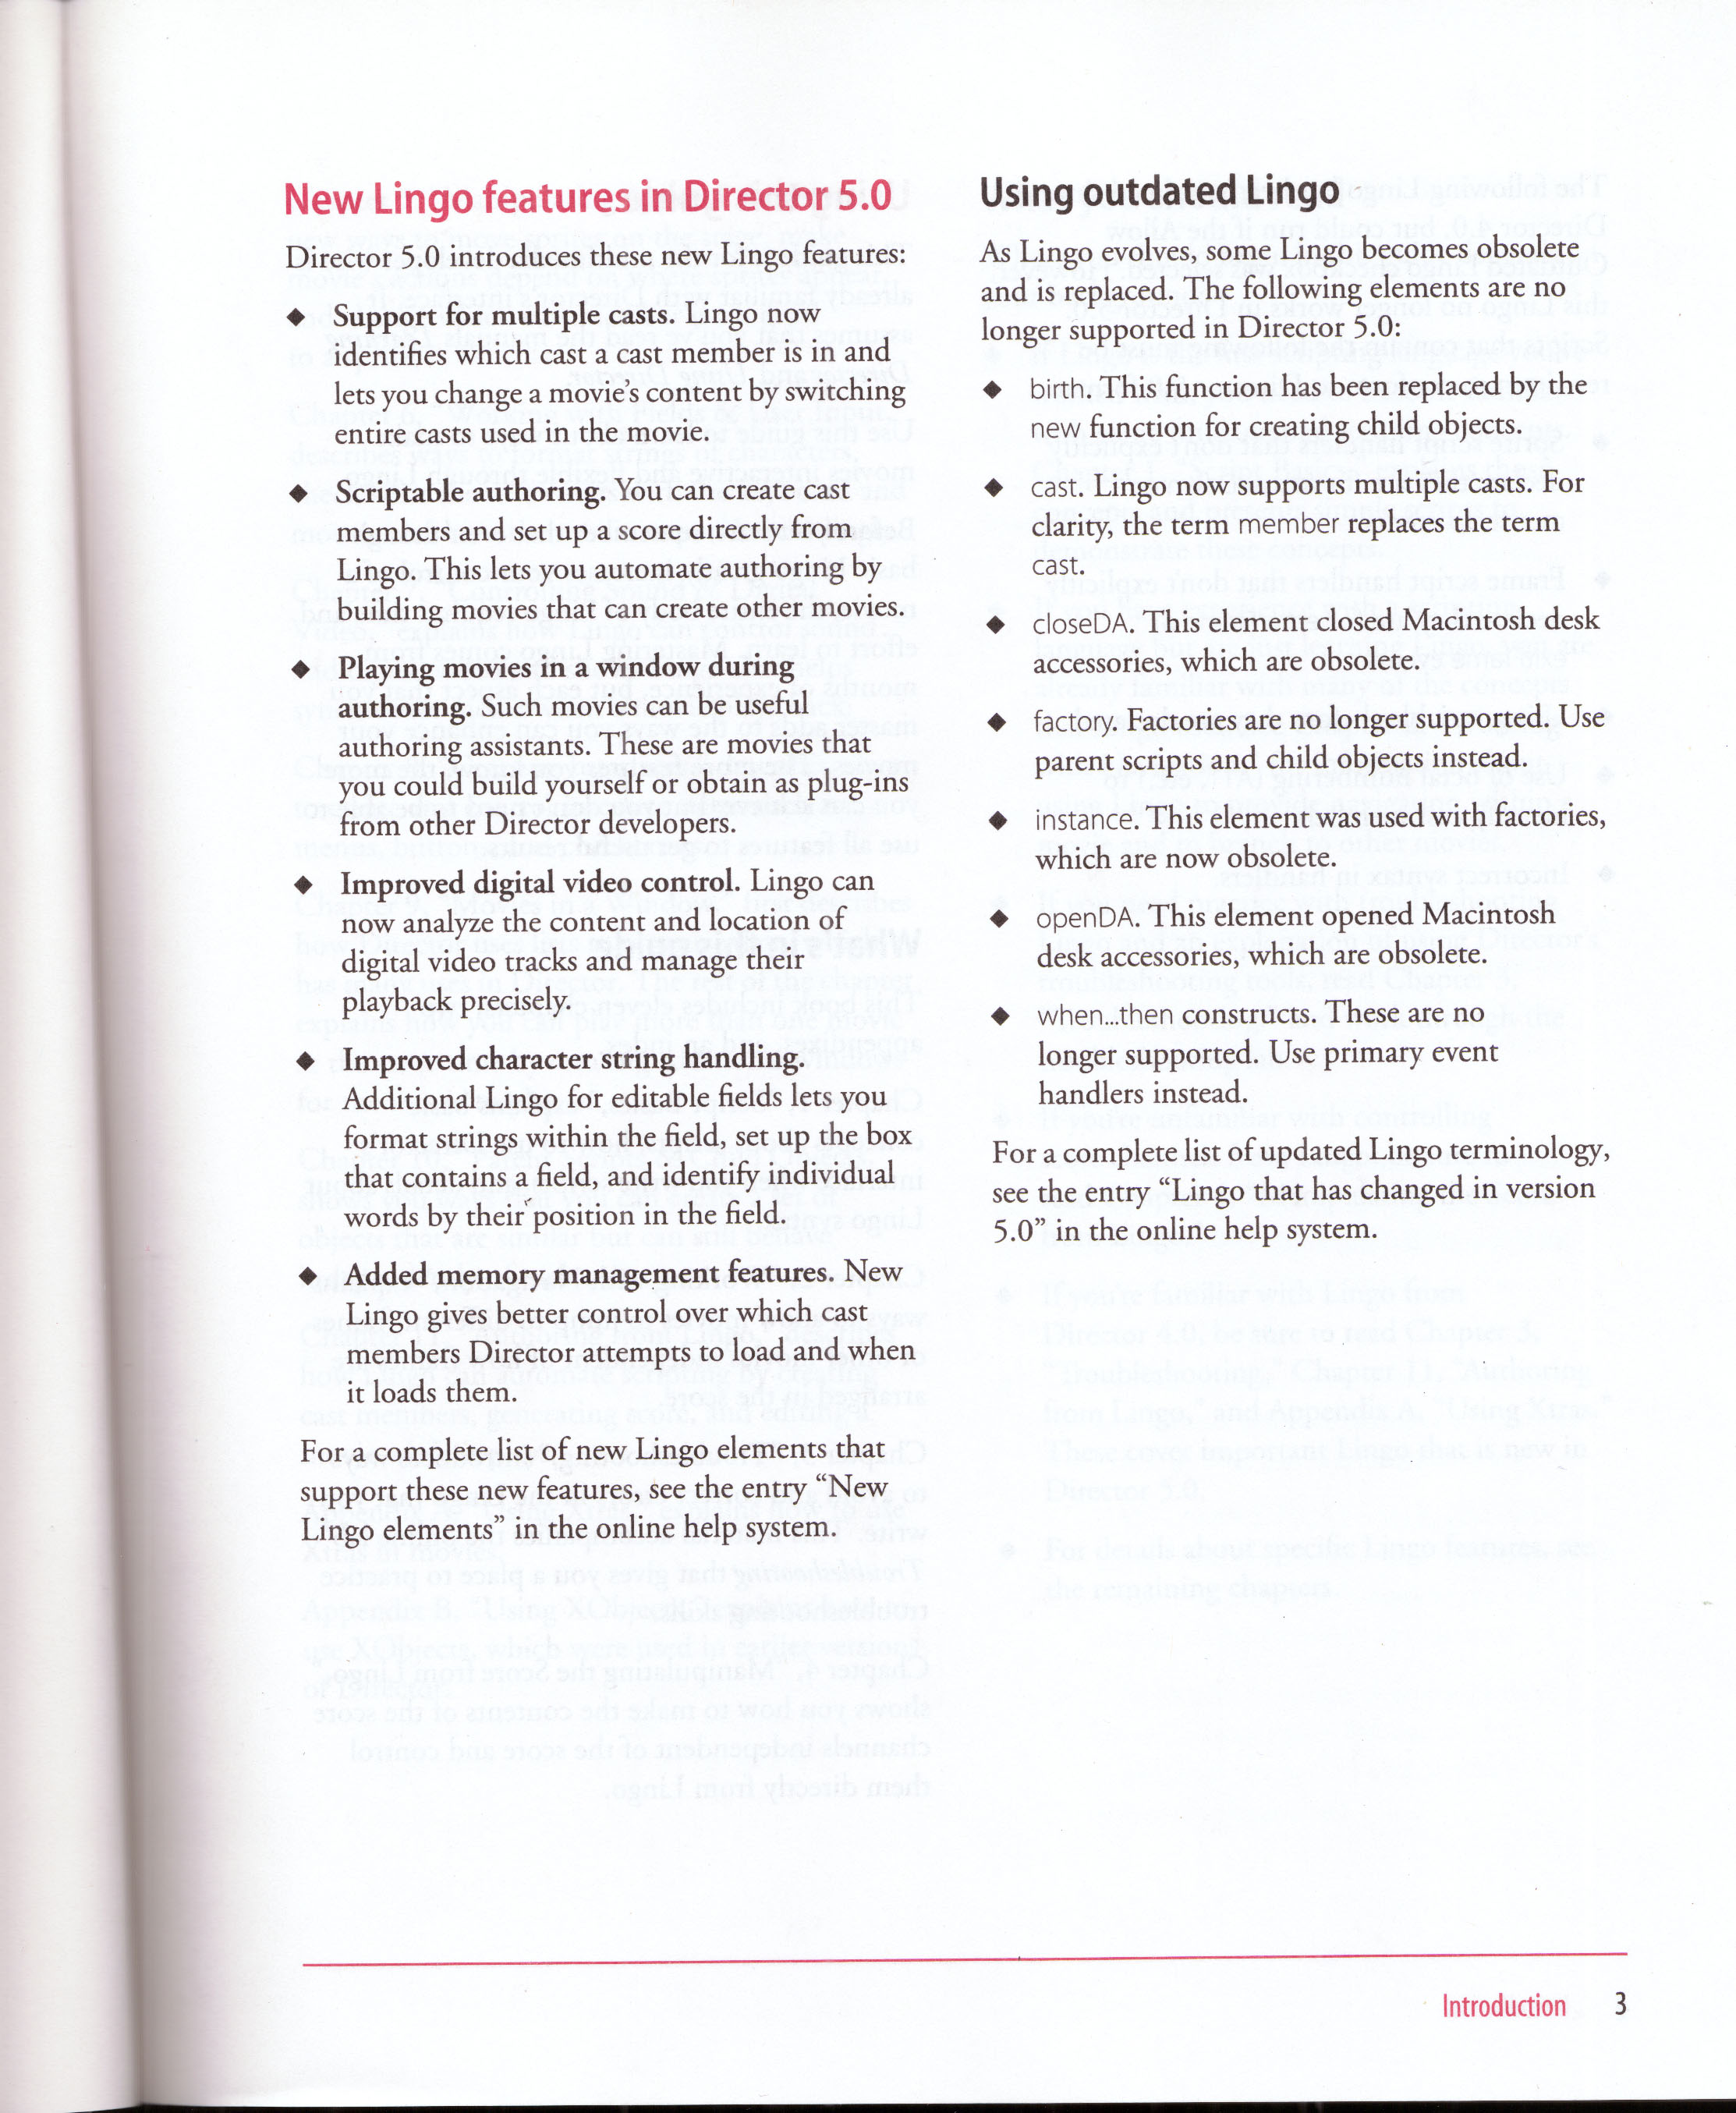 New Lingo features in Director 5.0
Director 5.0 introduces these new Lingo features:
◆ Support for multiple casts. Lingo now
identifies which cast a cast member is in and
lets you change a movie's content by switching
entire casts used in the movie.
◆ Scriptable authoring. You can create cast
members and set up a score directly from
Lingo. This lets you automate authoring by
building movies that can create other movies.
◆ Playing movies in a window during
authoring. Such movies can be useful
authoring assistants. These are movies that
you could build yourself or obtain as plug-ins
from other Director developers.
◆ Improved digital video control. Lingo can
now analyze the content and location of
digital video tracks and manage their
playback precisely.
◆ Improved character string handling.
Additional Lingo for editable fields lets you
format strings within the field, set up the box
that contains a field, and identify individual
words by their position in the field.
◆ Added memory management features. New
Lingo gives better control over which cast
members Director attempts to load and when
it loads them.
For a complete list of new Lingo elements that
support these new features, see the entry “New
Lingo elements” in the online help system.
Using outdated Lingo
As Lingo evolves, some Lingo becomes obsolete
and is replaced. The following elements are no
longer supported in Director 5.0:
◆ birth. This function has been replaced by the
new function for creating child objects.
◆ cast. Lingo now supports multiple casts. For
clarity, the term member replaces the term
cast.
◆ closeDA. This element closed Macintosh desk
accessories, which are obsolete.
◆ factory. Factories are no longer supported. Use
parent scripts and child objects instead.
◆ instance. This element was used with factories,
which are now obsolete.
◆ openDA. This element opened Macintosh
desk accessories, which are obsolete.
◆ when...then constructs. These are no
longer supported. Use primary event
handlers instead.
For a complete list of updated Lingo terminology,
see the entry “Lingo that has changed in version
5.0” in the online help system.
Introduction 3